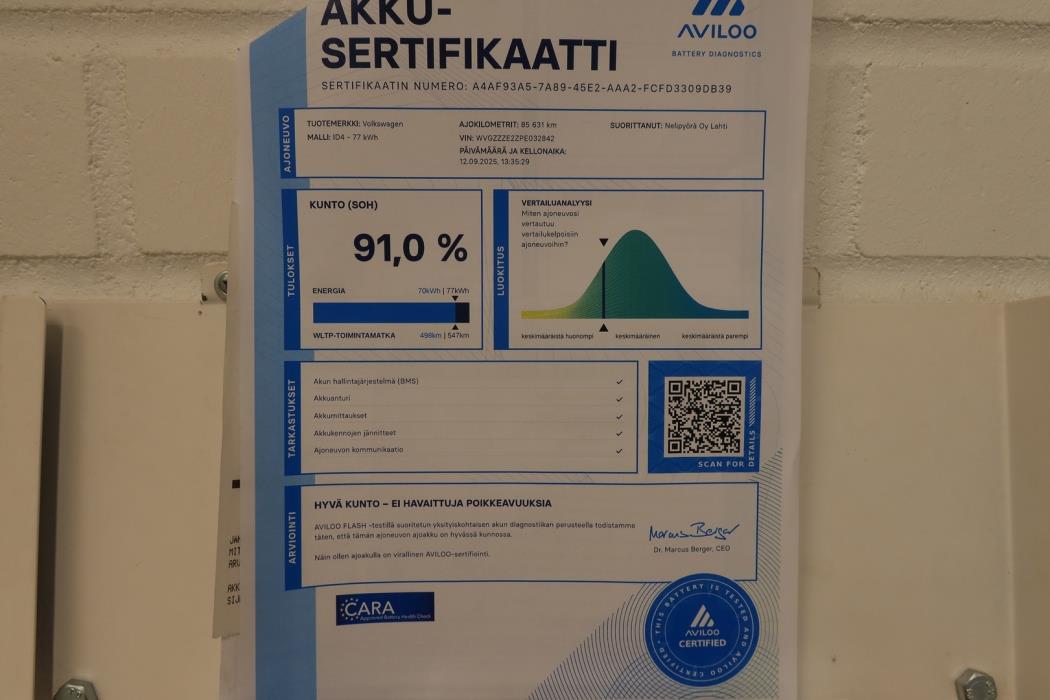 AKKU-
SERTIFIKAATTI
AVILOO
BATTERY DIAGNOSTICS
SERTIFIKAATIN NUMERO: A4AF93A5-7A89-45E2-AAA2-FCFD3309DB39
AJONEUVO
TUOTEMERKKI: Volkswagen
MALLI: ID4 - 77 kWh
AJOKILOMETRIT: 85 631 km
VIN: WVGZZZE2ZPE032842
PÄIVÄMÄÄRÄ JA KELLONAIKA:
12.09.2025, 13:35:29
SUORITTANUT: Nelipyörä Oy Lahti
TULOKSET
KUNTO (SOH)
91,0 %
ENERGIA 70kWh | 77kWh
WLTP-TOIMINTAMATKA 498km | 547km
LUOKITUS
VERTAILUANALYYSI
Miten ajoneuvosi
vertautuu
vertailukelpoisiin
ajoneuvoihin?
keskimääräistä huonompi keskimääräinen keskimääräistä parempi
TARKASTUKSET
Akun hallintajärjestelmä (BMS)
Akkuanturi
Akkumittaukset
Akkukennojen jännitteet
Ajoneuvon kommunikaatio
SCAN FOR
DETAILS
ARVIOINTI
HYVÄ KUNTO – EI HAVAITTUJA POIKKEAVUUKSIA
AVILOO FLASH -testillä suoritetun yksityiskohtaisen akun diagnostiikan perusteella todistamme
täten, että tämän ajoneuvon ajoakku on hyvässä kunnossa.
Näin ollen ajoakulla on virallinen AVILOO-sertifiointi.
Marcus Berger
Dr. Marcus Berger, CEO
CARA
Approved Battery Health Check
THIS BATTERY IS TESTED AND AVILOO CERTIFIED
AVILOO
CERTIFIED
MIT
AKK